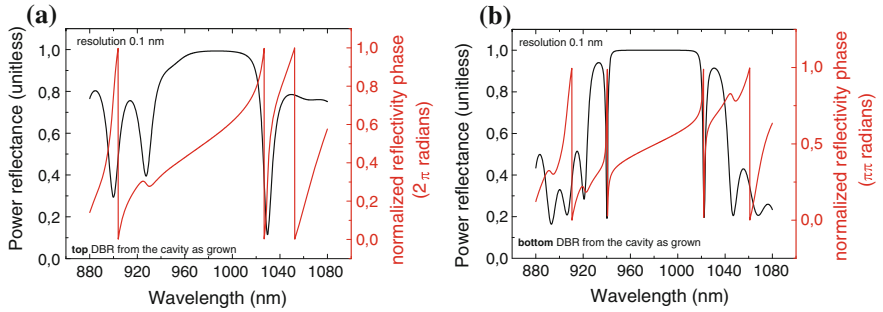 (a)
resolution 0.1 nm
top DBR from the cavity as grown
Power reflectance (unitless)
1,0
0,8
0,6
0,4
0,2
0,0
880 920 960 1000 1040 1080
Wavelength (nm)
1,0
0,8
0,6
0,4
0,2
0,0
normalized reflectivity phase
(2π radians)
(b)
resolution 0.1 nm
bottom DBR from the cavity as grown
Power reflectance (unitless)
1,0
0,8
0,6
0,4
0,2
0,0
880 920 960 1000 1040 1080
Wavelength (nm)
1,0
0,5
0,0
normalized reflectivity phase
(ππ radians)